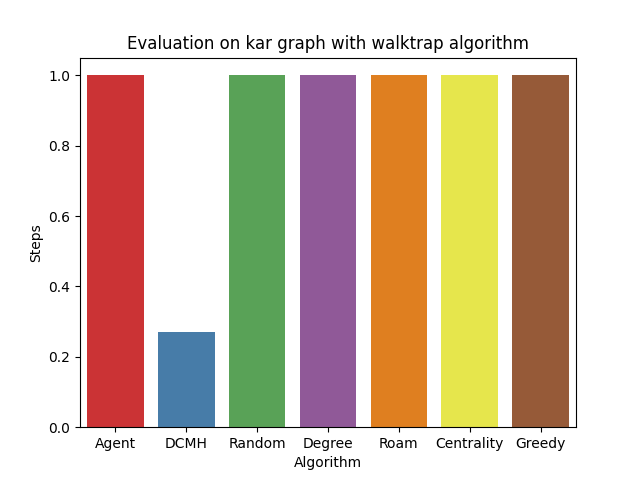 Evaluation on kar graph with walktrap algorithm
1.0
0.8
0.6
0.4
0.2
0.0
Steps
Agent DCMH Random Degree Roam Centrality Greedy
Algorithm